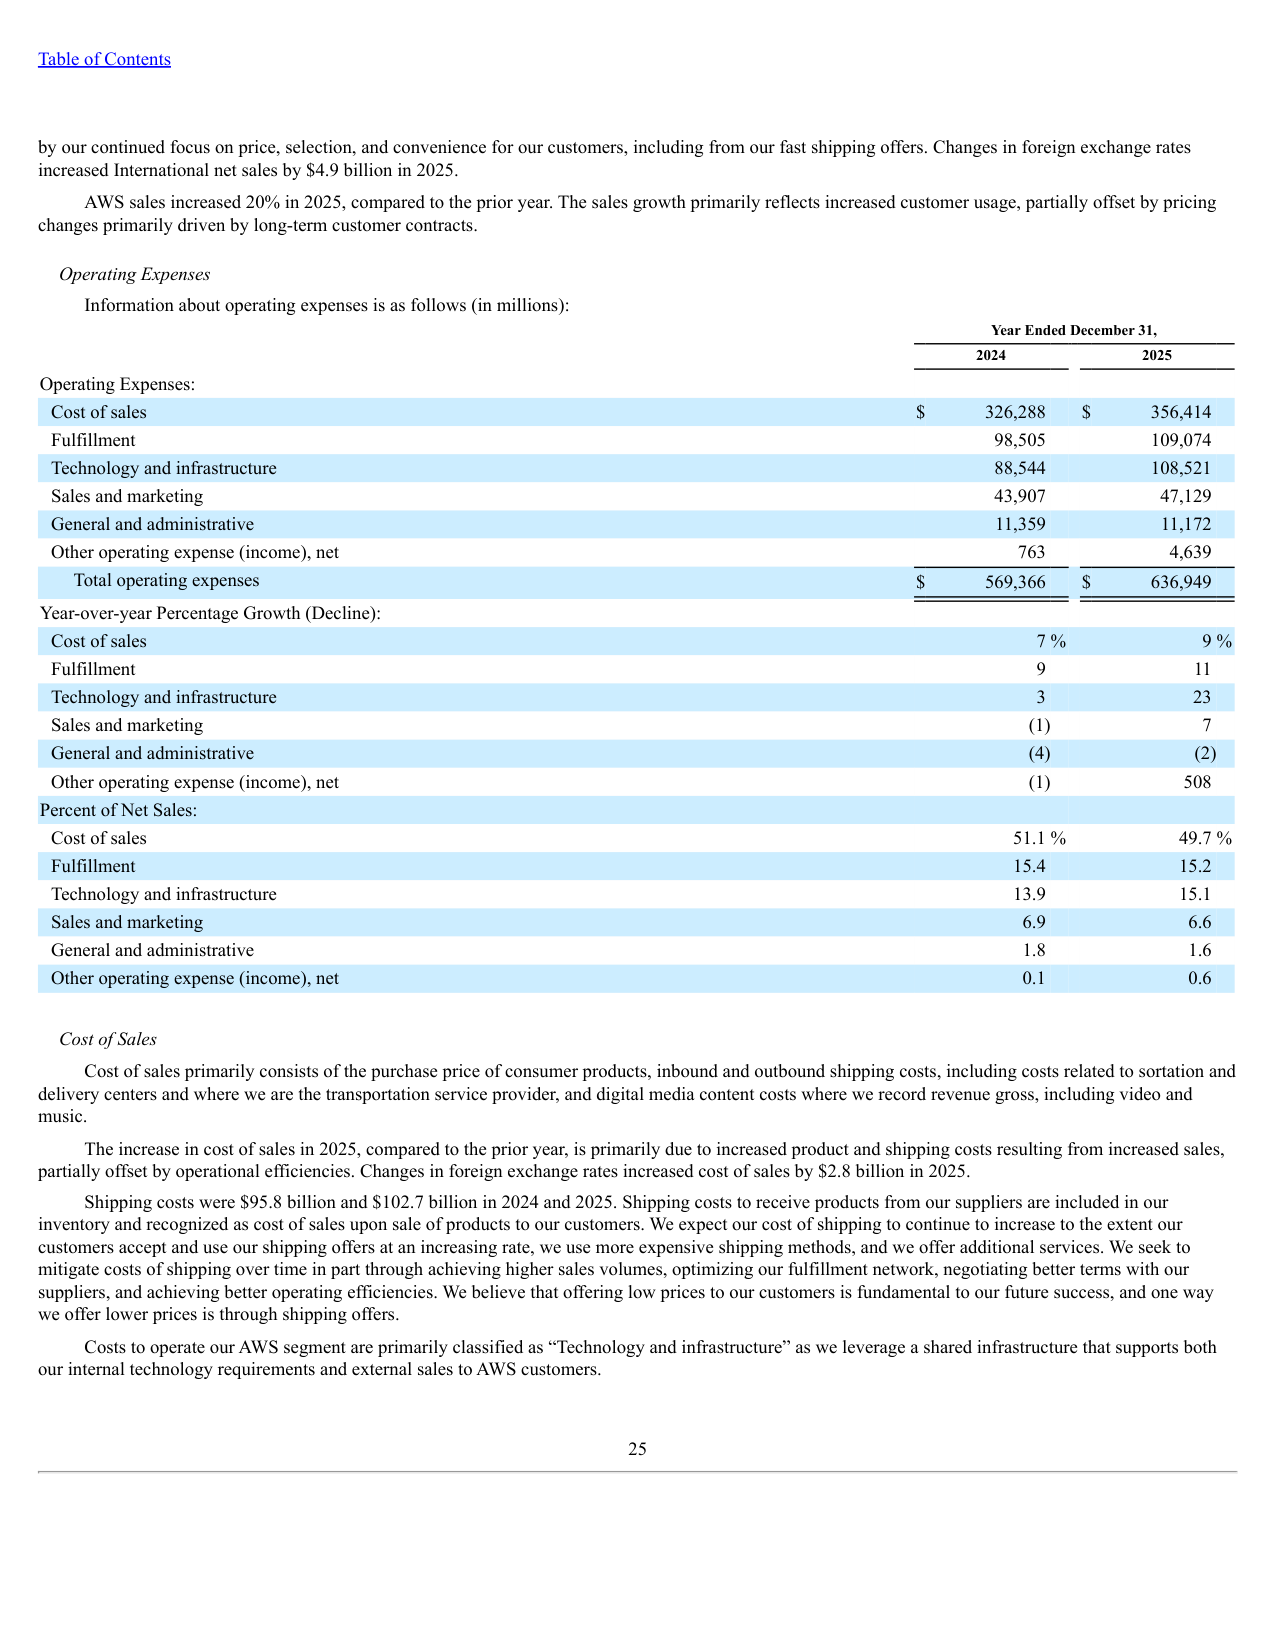 Table of Contents
by our continued focus on price, selection, and convenience for our customers, including from our fast shipping offers. Changes in foreign exchange rates
increased International net sales by $4.9 billion in 2025.
AWS sales increased 20% in 2025, compared to the prior year. The sales growth primarily reflects increased customer usage, partially offset by pricing
changes primarily driven by long-term customer contracts.
Operating Expenses
Information about operating expenses is as follows (in millions):
Year Ended December 31,
2024 2025
Operating Expenses:
Cost of sales $ 326,288 $ 356,414
Fulfillment 98,505 109,074
Technology and infrastructure 88,544 108,521
Sales and marketing 43,907 47,129
General and administrative 11,359 11,172
Other operating expense (income), net 763 4,639
Total operating expenses $ 569,366 $ 636,949
Year-over-year Percentage Growth (Decline):
Cost of sales 7 % 9 %
Fulfillment 9 11
Technology and infrastructure 3 23
Sales and marketing (1) 7
General and administrative (4) (2)
Other operating expense (income), net (1) 508
Percent of Net Sales:
Cost of sales 51.1 % 49.7 %
Fulfillment 15.4 15.2
Technology and infrastructure 13.9 15.1
Sales and marketing 6.9 6.6
General and administrative 1.8 1.6
Other operating expense (income), net 0.1 0.6
Cost of Sales
Cost of sales primarily consists of the purchase price of consumer products, inbound and outbound shipping costs, including costs related to sortation and
delivery centers and where we are the transportation service provider, and digital media content costs where we record revenue gross, including video and
music.
The increase in cost of sales in 2025, compared to the prior year, is primarily due to increased product and shipping costs resulting from increased sales,
partially offset by operational efficiencies. Changes in foreign exchange rates increased cost of sales by $2.8 billion in 2025.
Shipping costs were $95.8 billion and $102.7 billion in 2024 and 2025. Shipping costs to receive products from our suppliers are included in our
inventory and recognized as cost of sales upon sale of products to our customers. We expect our cost of shipping to continue to increase to the extent our
customers accept and use our shipping offers at an increasing rate, we use more expensive shipping methods, and we offer additional services. We seek to
mitigate costs of shipping over time in part through achieving higher sales volumes, optimizing our fulfillment network, negotiating better terms with our
suppliers, and achieving better operating efficiencies. We believe that offering low prices to our customers is fundamental to our future success, and one way
we offer lower prices is through shipping offers.
Costs to operate our AWS segment are primarily classified as “Technology and infrastructure” as we leverage a shared infrastructure that supports both
our internal technology requirements and external sales to AWS customers.
25